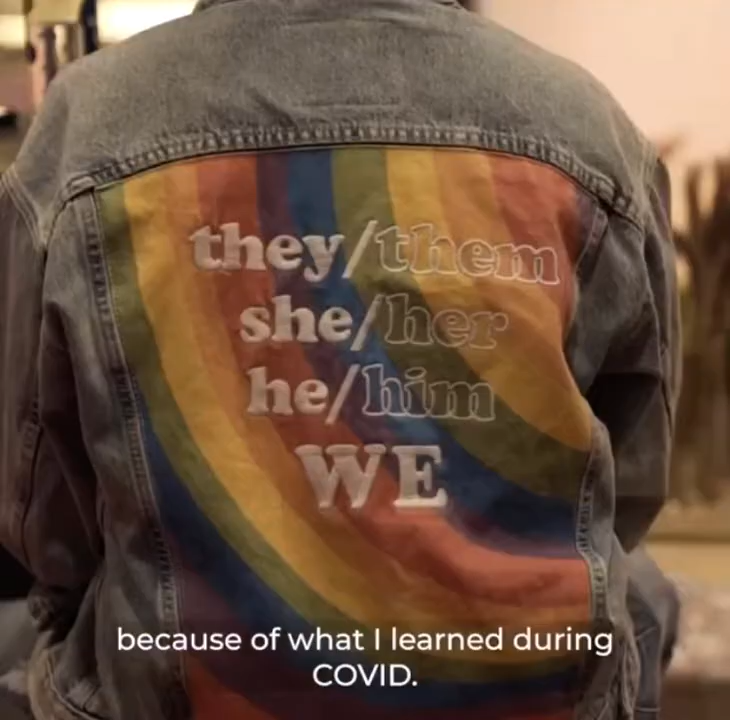 they/them
she/her
he/him
WE
because of what I learned during
COVID.